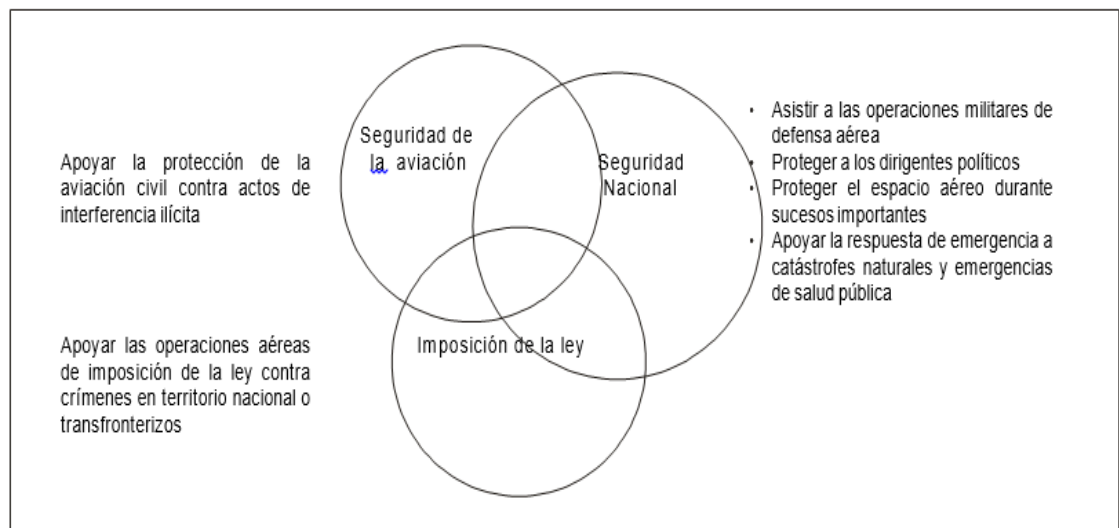 Seguridad de
la aviación
Seguridad
Nacional
Imposición de la ley
Apoyar la protección de la
aviación civil contra actos de
interferencia ilícita
Apoyar las operaciones aéreas
de imposición de la ley contra
crímenes en territorio nacional o
transfronterizos
• Asistir a las operaciones militares de
defensa aérea
• Proteger a los dirigentes políticos
• Proteger el espacio aéreo durante
sucesos importantes
• Apoyar la respuesta de emergencia a
catástrofes naturales y emergencias
de salud pública